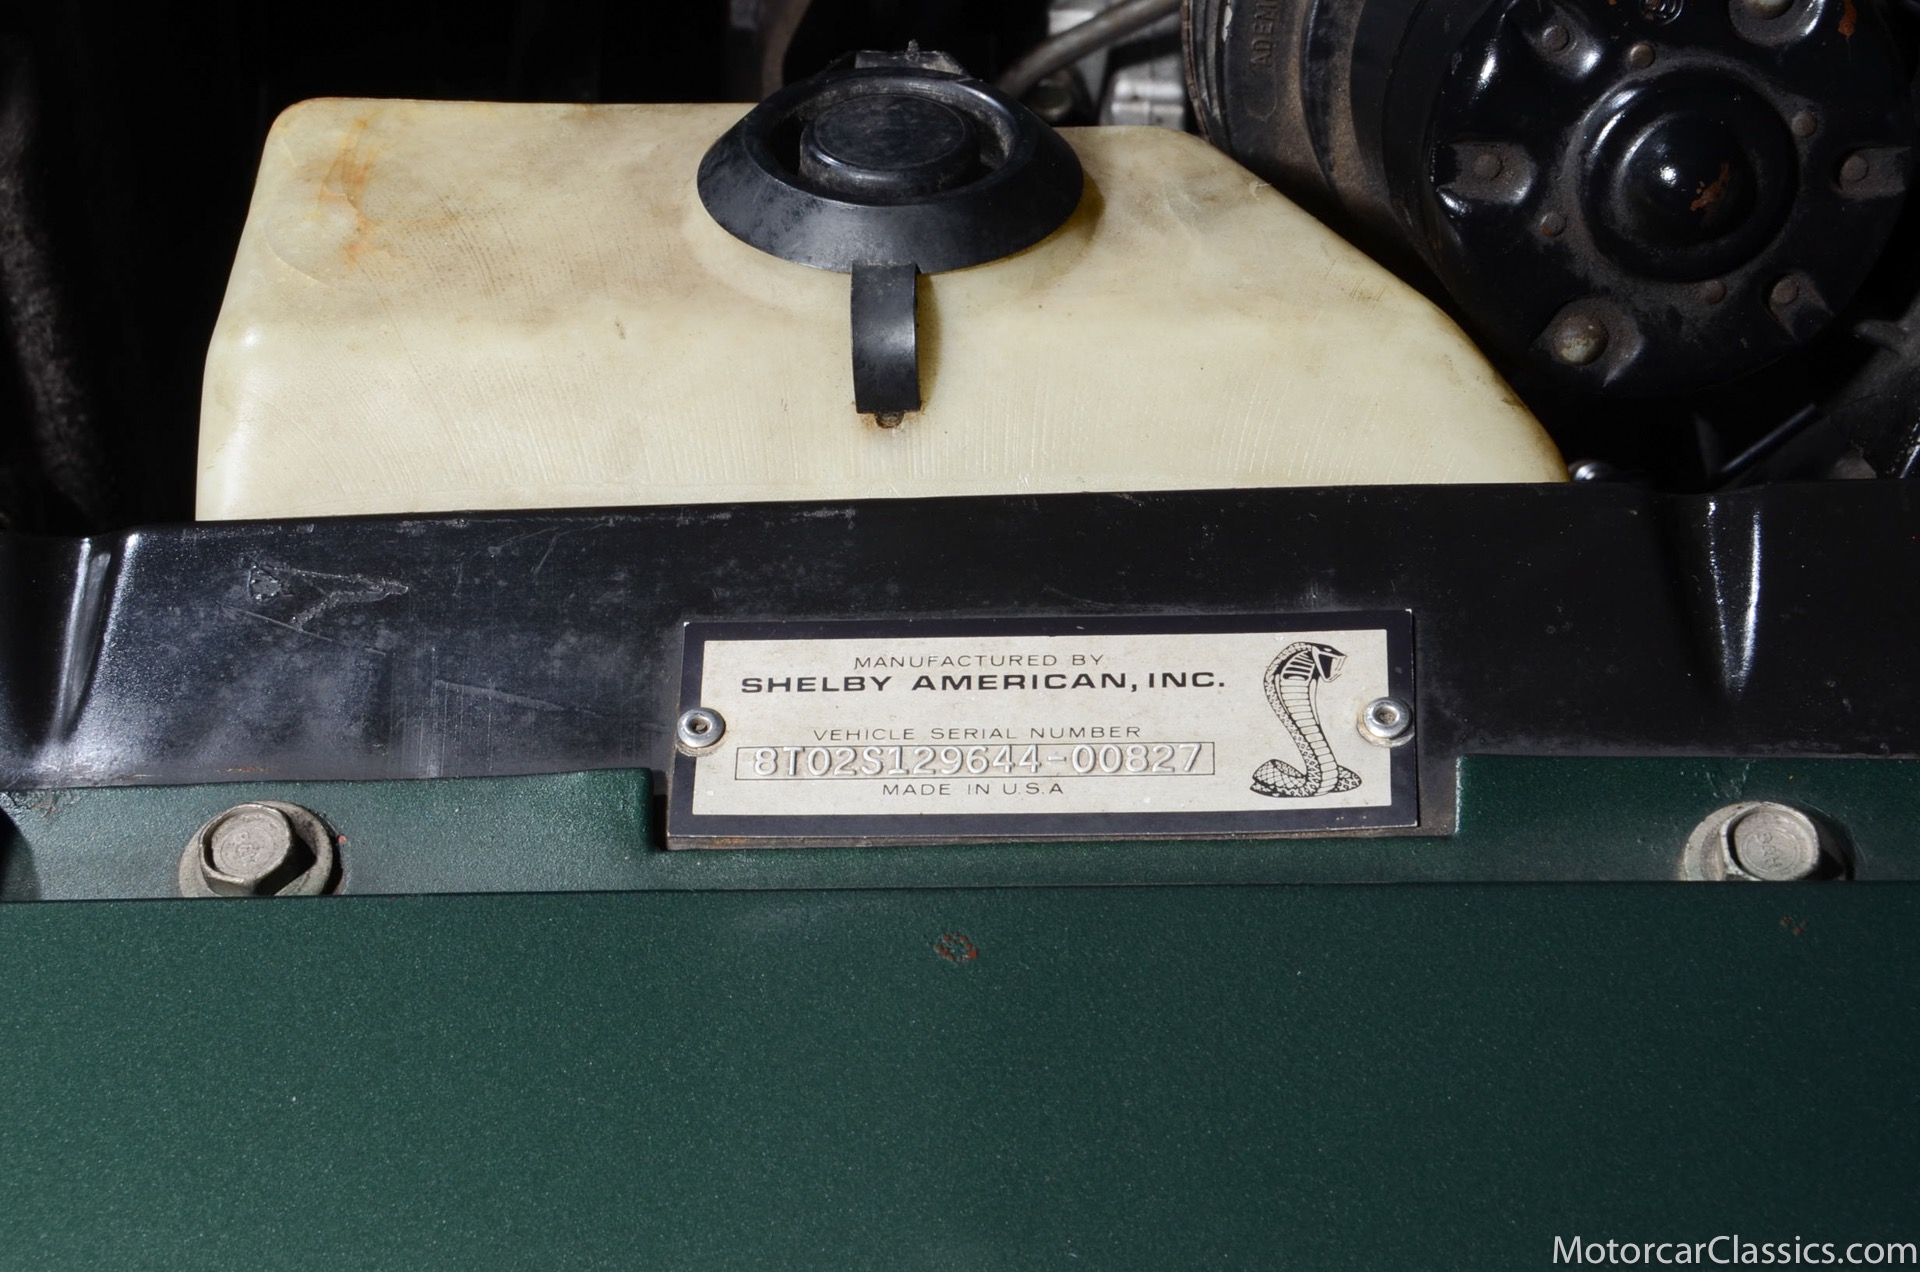 MANUFACTURED BY
SHELBY AMERICAN, INC.
VEHICLE SERIAL NUMBER
8T02S129644-00827
MADE IN U.S.A
MotorcarClassics.com